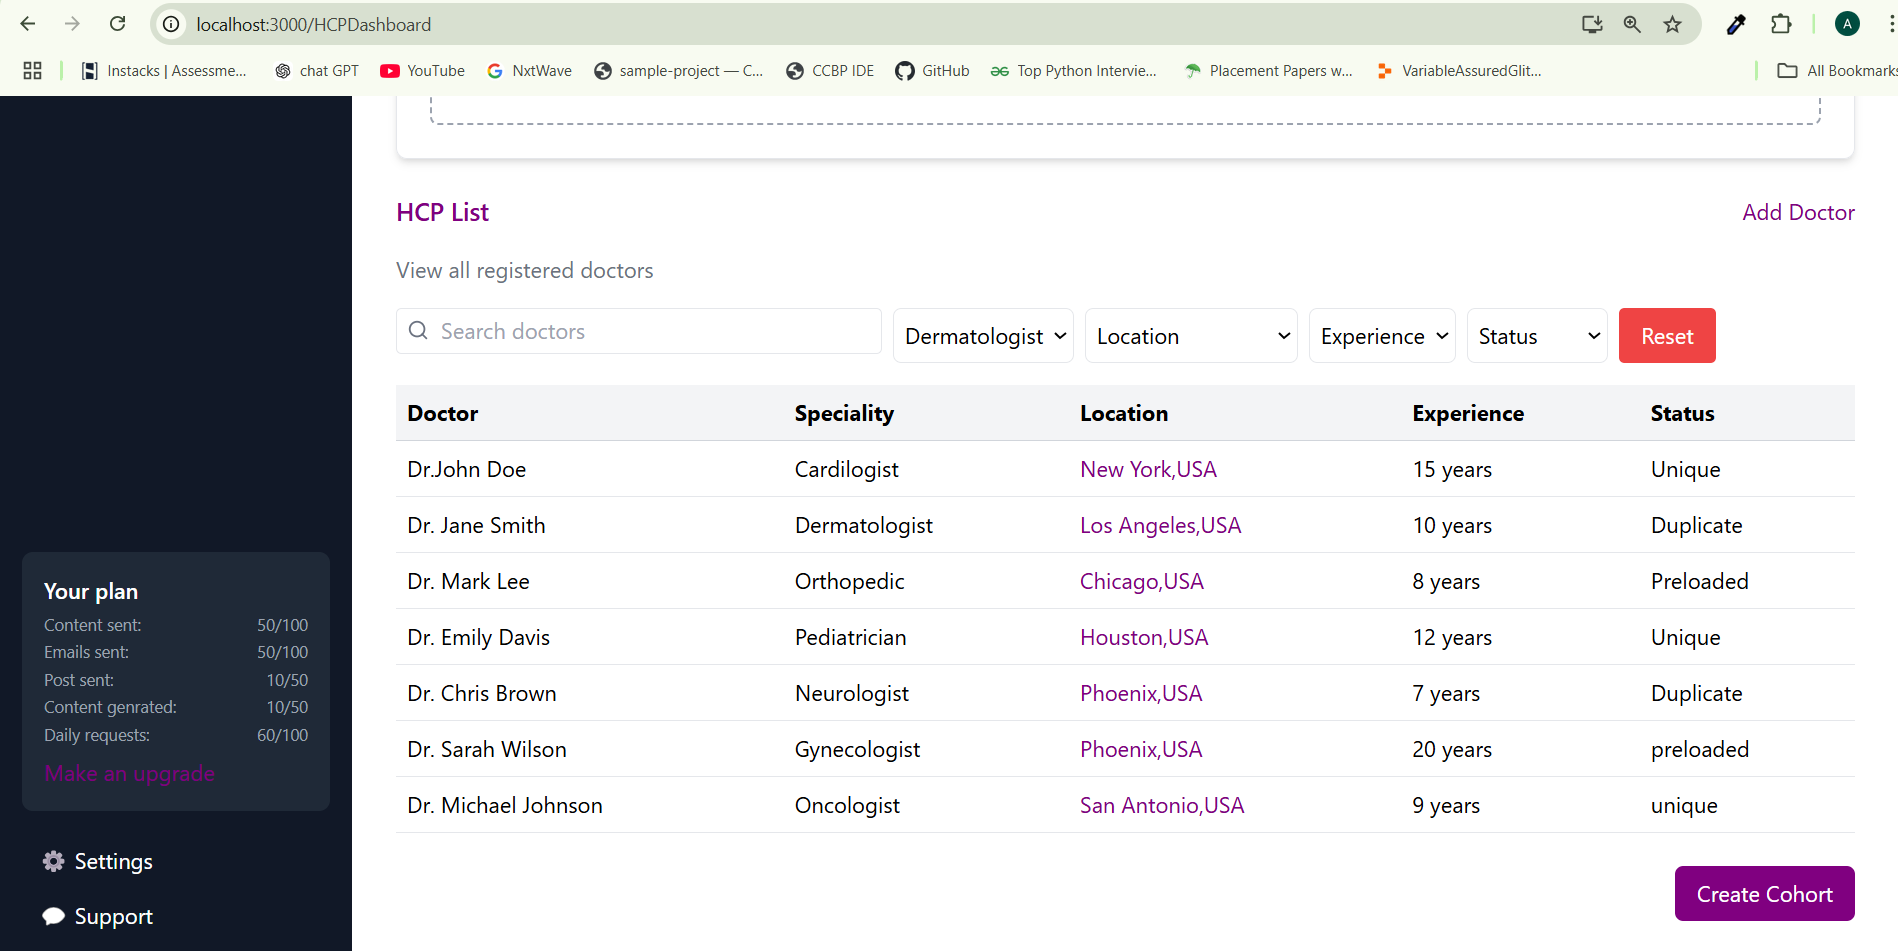 localhost:3000/HCPDashboard
A
Instacks | Assessme...
chat GPT
YouTube
NxtWave
sample-project — C...
CCBP IDE
GitHub
Top Python Intervie...
Placement Papers w...
VariableAssuredGlit...
All Bookmarks
HCP List
Add Doctor
View all registered doctors
Search doctors
Dermatologist
Location
Experience
Status
Reset
Doctor Speciality Location Experience Status
Dr.John Doe Cardilogist New York,USA 15 years Unique
Dr. Jane Smith Dermatologist Los Angeles,USA 10 years Duplicate
Dr. Mark Lee Orthopedic Chicago,USA 8 years Preloaded
Dr. Emily Davis Pediatrician Houston,USA 12 years Unique
Dr. Chris Brown Neurologist Phoenix,USA 7 years Duplicate
Dr. Sarah Wilson Gynecologist Phoenix,USA 20 years preloaded
Dr. Michael Johnson Oncologist San Antonio,USA 9 years unique
Create Cohort
Your plan
Content sent: 50/100
Emails sent: 50/100
Post sent: 10/50
Content genrated: 10/50
Daily requests: 60/100
Make an upgrade
Settings
Support